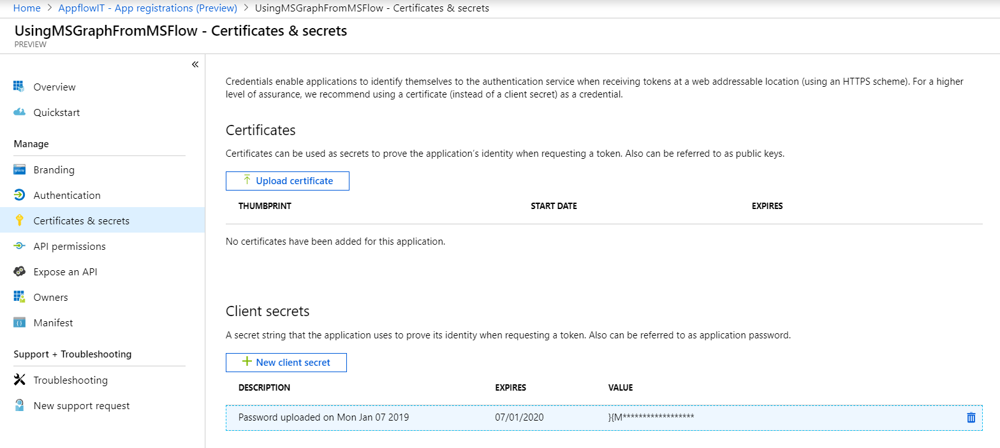 Home > AppflowIT - App registrations (Preview) > UsingMSGraphFromMSFlow - Certificates & secrets
UsingMSGraphFromMSFlow - Certificates & secrets
PREVIEW
«
Overview
Quickstart
Manage
Branding
Authentication
Certificates & secrets
API permissions
Expose an API
Owners
Manifest
Support + Troubleshooting
Troubleshooting
New support request
Credentials enable applications to identify themselves to the authentication service when receiving tokens at a web addressable location (using an HTTPS scheme). For a higher
level of assurance, we recommend using a certificate (instead of a client secret) as a credential.
Certificates
Certificates can be used as secrets to prove the application’s identity when requesting a token. Also can be referred to as public keys.
Upload certificate
THUMBPRINT START DATE EXPIRES
No certificates have been added for this application.
Client secrets
A secret string that the application uses to prove its identity when requesting a token. Also can be referred to as application password.
New client secret
DESCRIPTION EXPIRES VALUE
Password uploaded on Mon Jan 07 2019 07/01/2020 }{M******************